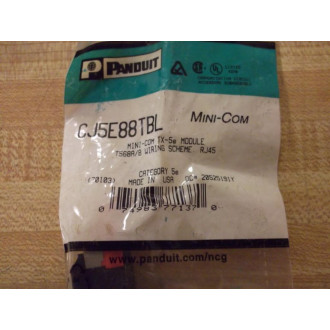 PANDUIT
CJ5E88TBL
MINI-COM
MINI-COM TX-5e MODULE
T568A/B WIRING SCHEME, RJ45
CATEGORY 5e
MADE IN USA
www.panduit.com/ncg